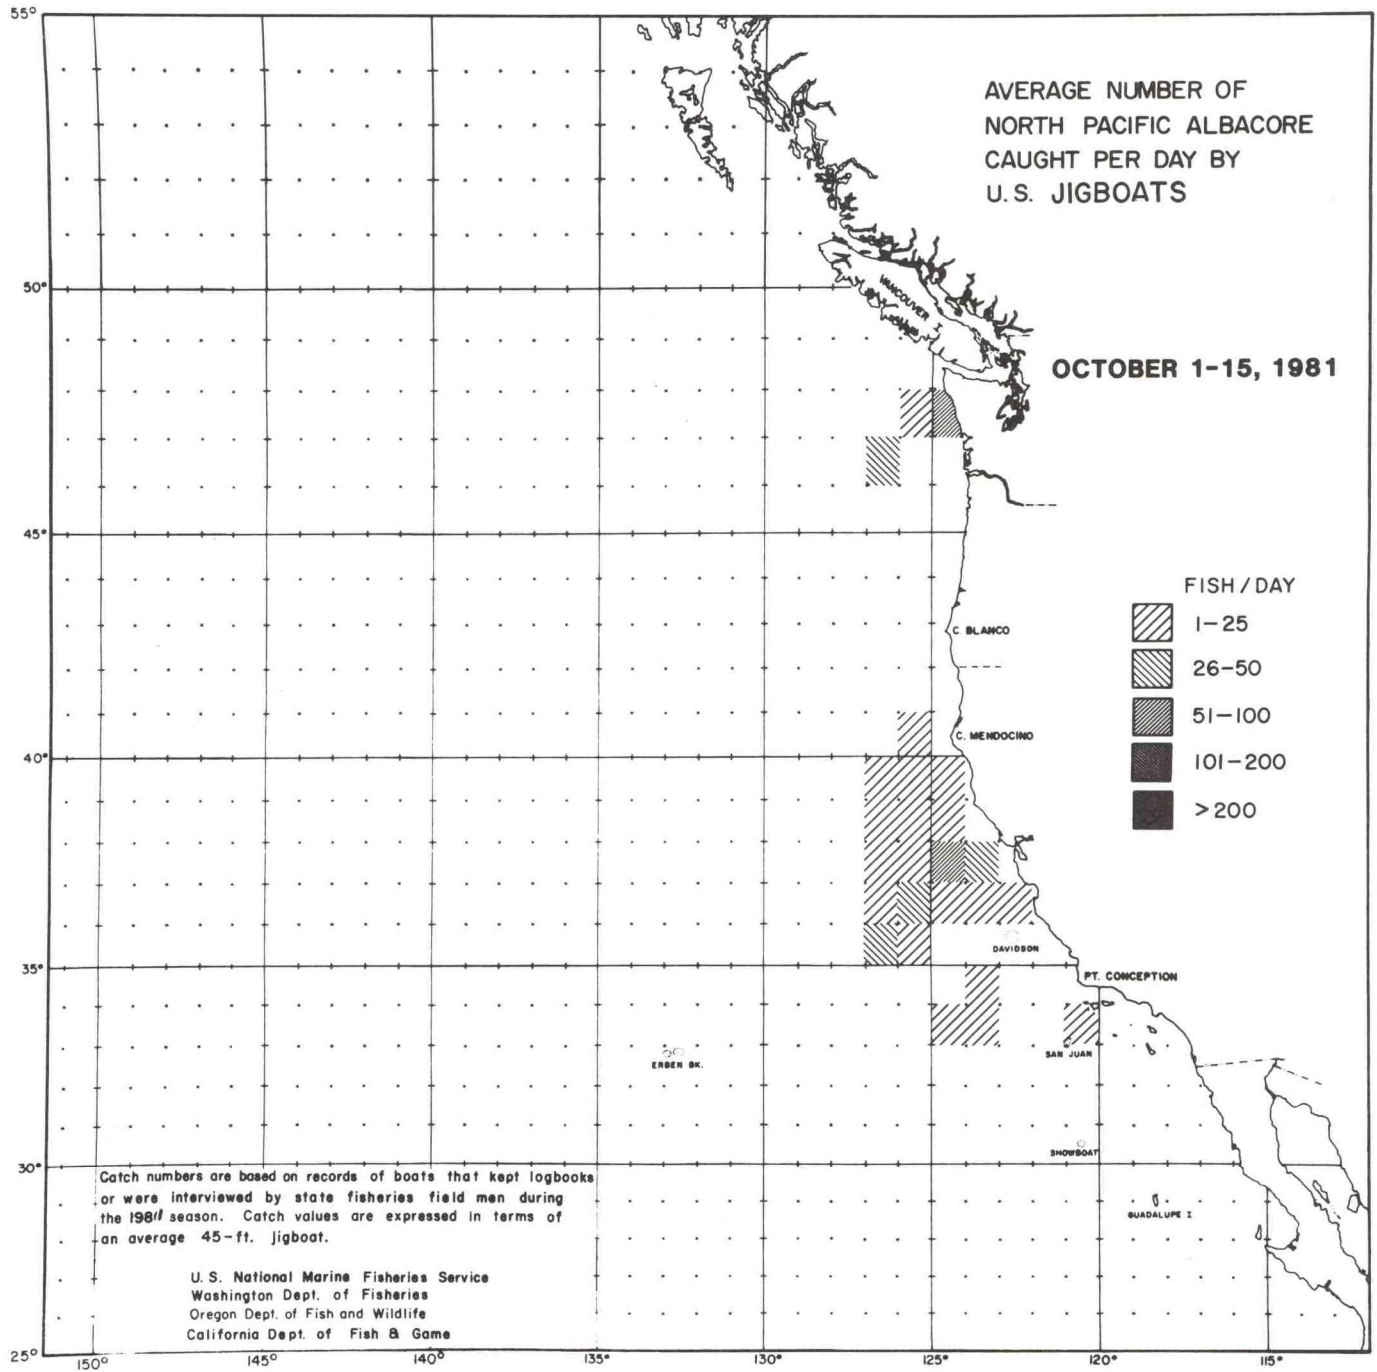 55°
AVERAGE NUMBER OF
NORTH PACIFIC ALBACORE
CAUGHT PER DAY BY
U.S. JIGBOATS
50°
VANCOUVER I.
OCTOBER 1-15, 1981
45°
FISH/DAY
1-25
26-50
51-100
101-200
>200
C. BLANCO
C. MENDOCINO
40°
DAVIDSON
35°
PT. CONCEPTION
SAN JUAN
ERBEN BK.
SHOWBOAT
30°
GUADALUPE I
Catch numbers are based on records of boats that kept logbooks
or were interviewed by state fisheries field men during
the 1981 season. Catch values are expressed in terms of
an average 45-ft. jigboat.
U.S. National Marine Fisheries Service
Washington Dept. of Fisheries
Oregon Dept. of Fish and Wildlife
California Dept. of Fish & Game
25°
150° 145° 140° 135° 130° 125° 120° 115°